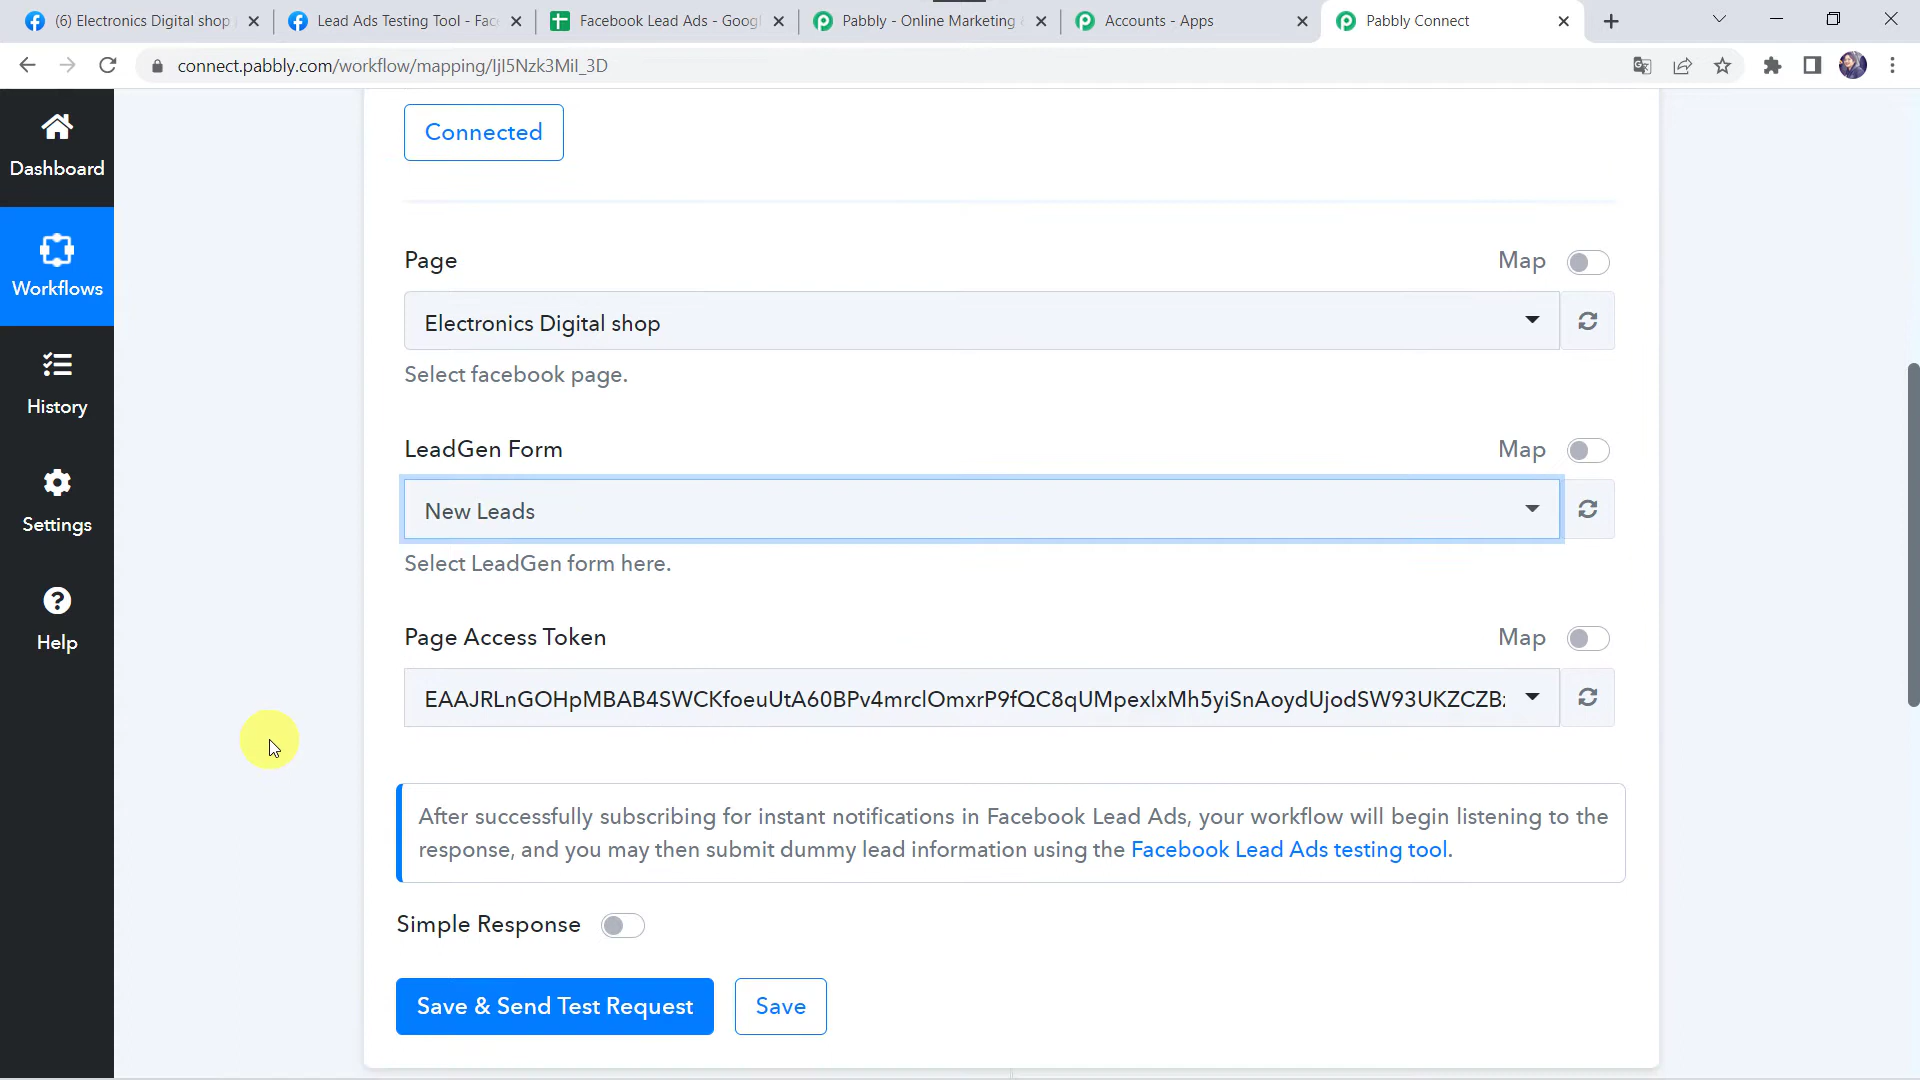 (6) Electronics Digital shop
Lead Ads Testing Tool - Fac
Facebook Lead Ads - Googl
Pabbly - Online Marketing
Accounts - Apps
Pabbly Connect
connect.pabbly.com/workflow/mapping/IjI5Nzk3MiI_3D
Dashboard
Workflows
History
Settings
Help
Connected
Page
Map
Electronics Digital shop
Select facebook page.
LeadGen Form
Map
New Leads
Select LeadGen form here.
Page Access Token
Map
EAAJRLnGOHpMBAB4SWCKfoeuUtA60BPv4mrclOmxrP9fQC8qUMpexlxMh5yiSnAoydUjodSW93UKZCZB
After successfully subscribing for instant notifications in Facebook Lead Ads, your workflow will begin listening to the
response, and you may then submit dummy lead information using the Facebook Lead Ads testing tool.
Simple Response
Save & Send Test Request
Save